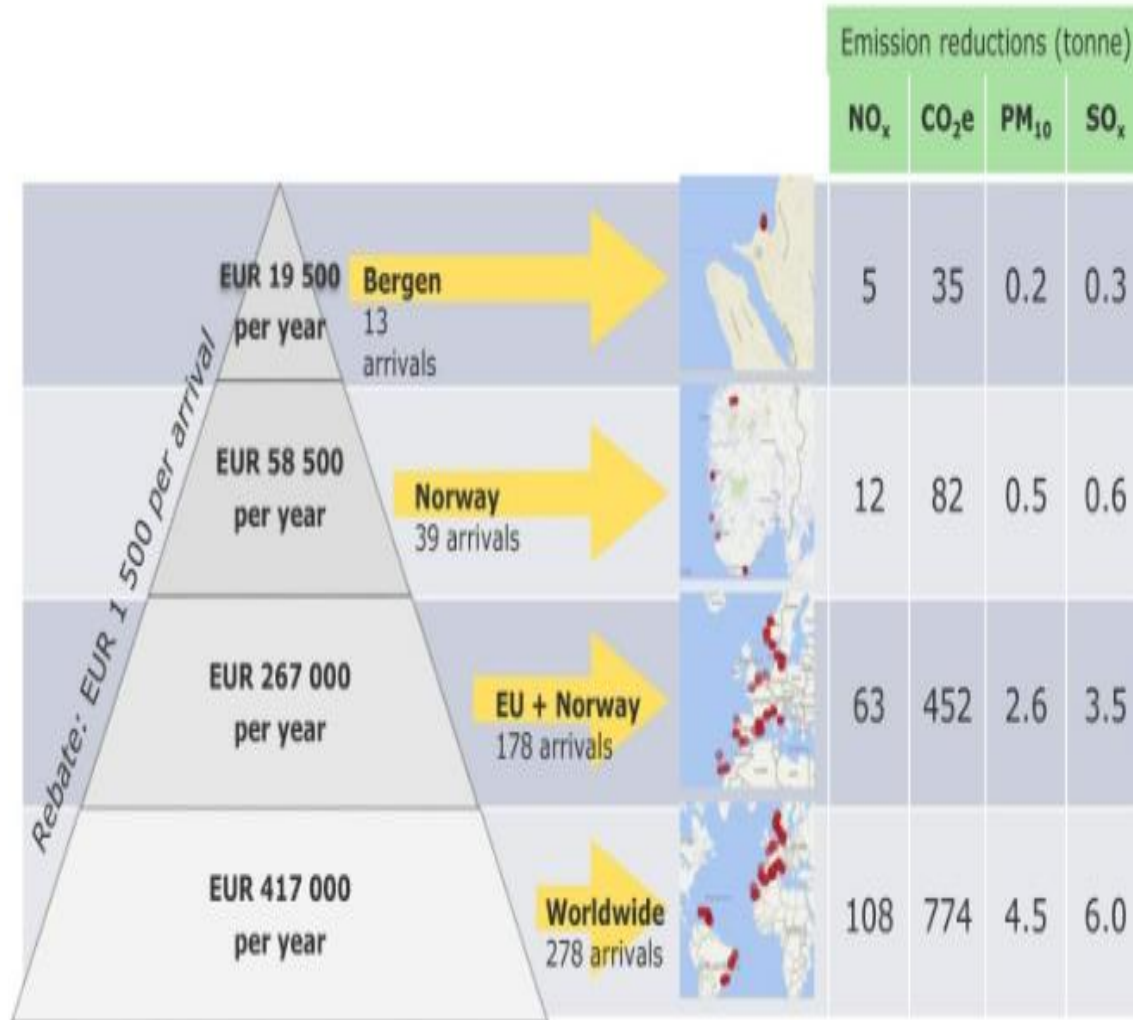 Emission reductions (tonne)
NOₓ CO₂e PM₁₀ SOₓ
Rebate: EUR 1 500 per arrival
EUR 19 500
per year
Bergen
13
arrivals
5 35 0.2 0.3
EUR 58 500
per year
Norway
39 arrivals
12 82 0.5 0.6
EUR 267 000
per year
EU + Norway
178 arrivals
63 452 2.6 3.5
EUR 417 000
per year
Worldwide
278 arrivals
108 774 4.5 6.0